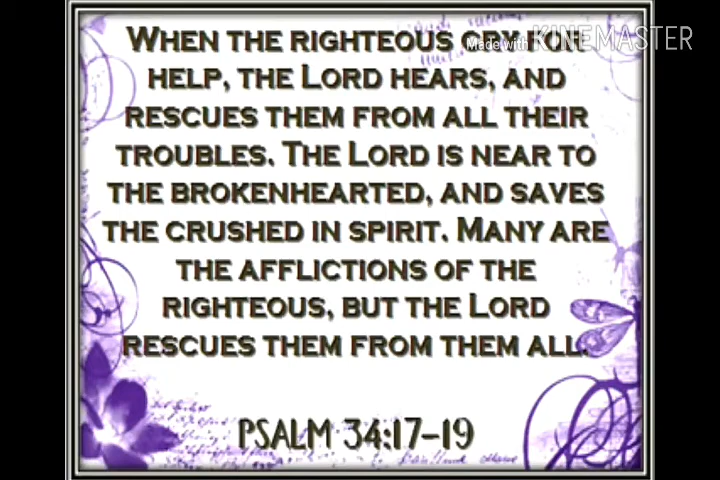 Made with KINEMASTER
WHEN THE RIGHTEOUS CRY FOR
HELP, THE LORD HEARS, AND
RESCUES THEM FROM ALL THEIR
TROUBLES. THE LORD IS NEAR TO
THE BROKENHEARTED, AND SAVES
THE CRUSHED IN SPIRIT. MANY ARE
THE AFFLICTIONS OF THE
RIGHTEOUS, BUT THE LORD
RESCUES THEM FROM THEM ALL.
PSALM 34:17-19